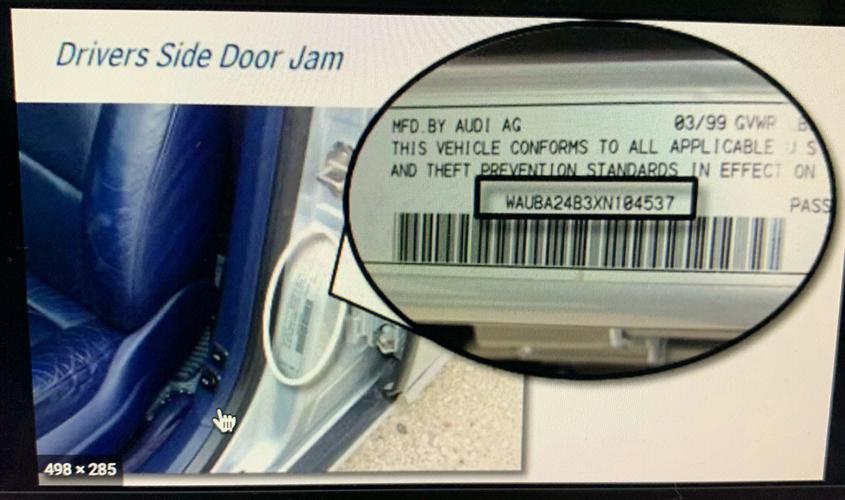 Drivers Side Door Jam
MFD.BY AUDI AG 03/99 GVWR
THIS VEHICLE CONFORMS TO ALL APPLICABLE U S
AND THEFT PREVENTION STANDARDS IN EFFECT ON
WAUBA24B3XN104537 PASS
498 × 285